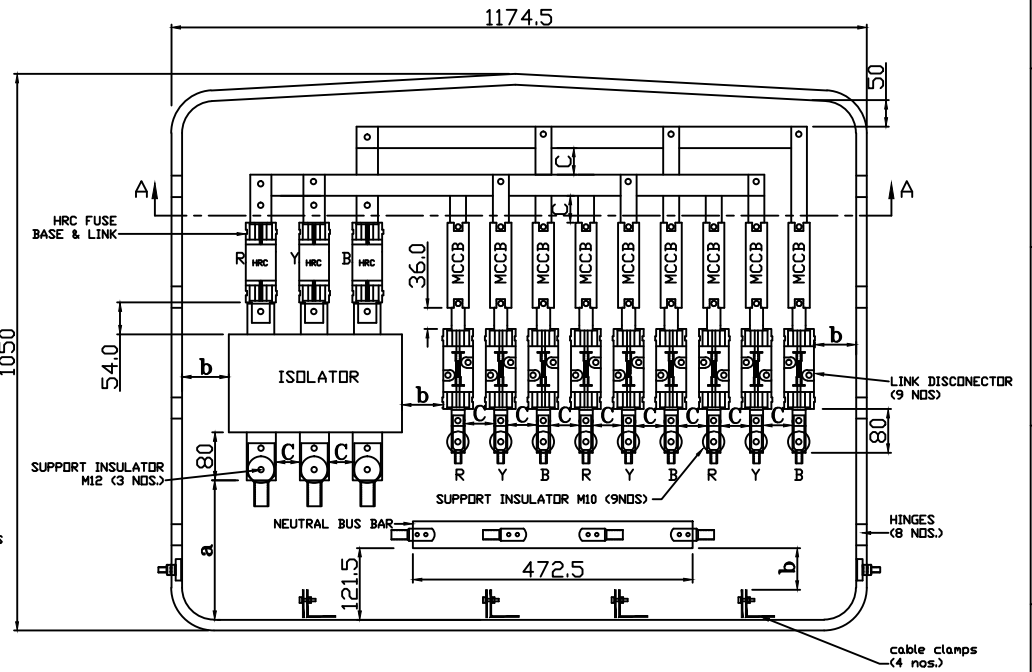 1174.5
50
C
A
A
HRC FUSE
BASE & LINK
C
R
HRC
Y
HRC
B
HRC
MCCB
MCCB
MCCB
MCCB
MCCB
MCCB
MCCB
MCCB
MCCB
36.0
1050
54.0
b
ISOLATOR
b
b
LINK DISCONECTOR
(9 NOS)
C
C
C
C
C
C
C
C
80
80
C
C
SUPPORT INSULATOR
M12 (3 NOS.)
R
Y
B
R
Y
B
R
Y
B
SUPPORT INSULATOR M10 (9NOS)
NEUTRAL BUS BAR
HINGES
(8 NOS.)
a
121.5
472.5
b
cable clamps
(4 nos.)